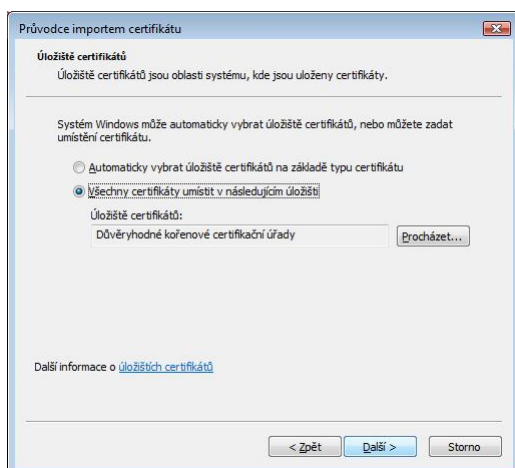 Průvodce importem certifikátu
Úložiště certifikátů
Úložiště certifikátů jsou oblasti systému, kde jsou uloženy certifikáty.
Systém Windows může automaticky vybrat úložiště certifikátů, nebo můžete zadat
umístění certifikátu.
Automaticky vybrat úložiště certifikátů na základě typu certifikátu
Všechny certifikáty umístit v následujícím úložišti
Úložiště certifikátů:
Důvěryhodné kořenové certifikační úřady
Procházet...
Další informace o úložištích certifikátů
< Zpět
Další >
Storno